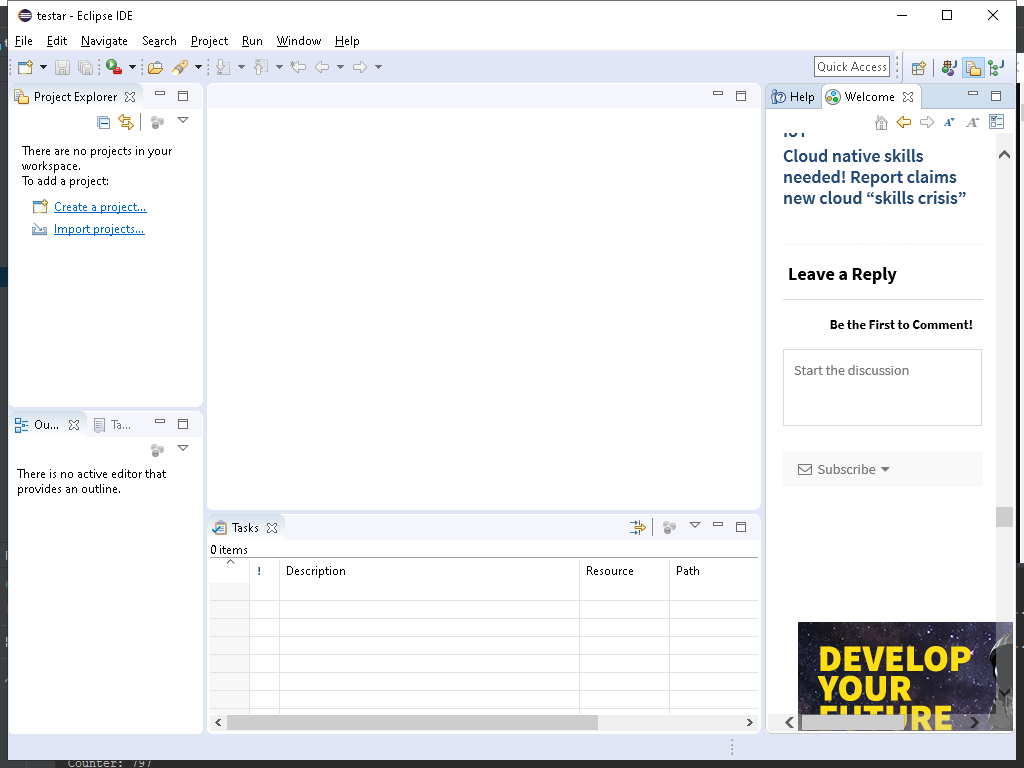 testar - Eclipse IDE
File Edit Navigate Search Project Run Window Help
Quick Access
Project Explorer
There are no projects in your
workspace.
To add a project:
Create a project...
Import projects...
Ou... Ta...
There is no active editor that
provides an outline.
Tasks
0 items
! Description Resource Path
Help Welcome
Cloud native skills
needed! Report claims
new cloud “skills crisis”
Leave a Reply
Be the First to Comment!
Start the discussion
Subscribe
DEVELOP
YOUR
FUTURE
Counter: 797